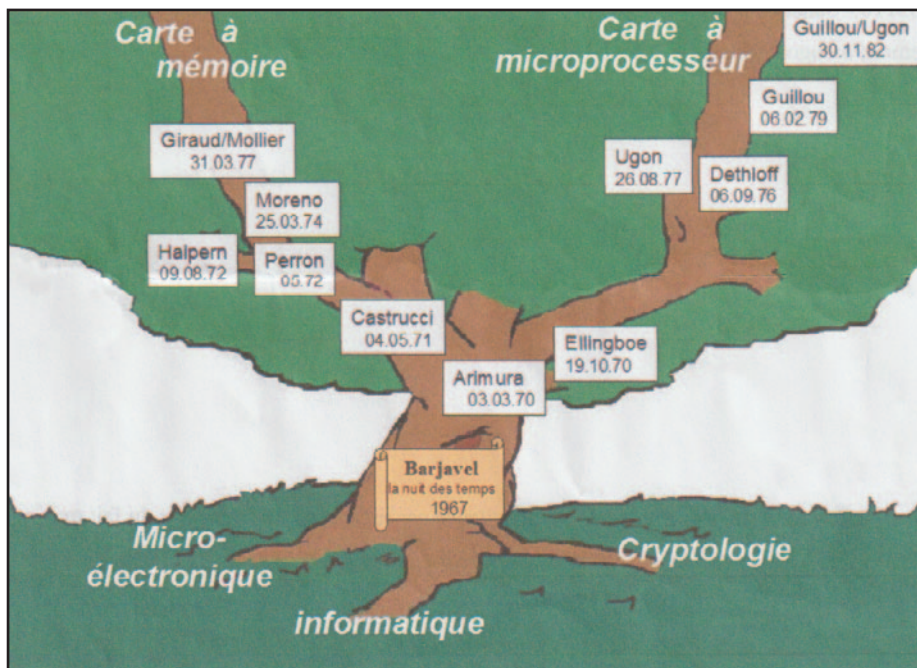 Carte à
mémoire
Carte à
microprocesseur
Guillou/Ugon
30.11.82
Guillou
06.02.79
Giraud/Mollier
31.03.77
Ugon
26.08.77
Dethloff
06.09.76
Moreno
25.03.74
Halpern
09.08.72
Perron
05.72
Castrucci
04.05.71
Ellingboe
19.10.70
Arimura
03.03.70
Barjavel
la nuit des temps
1967
Micro-
électronique
Cryptologie
informatique